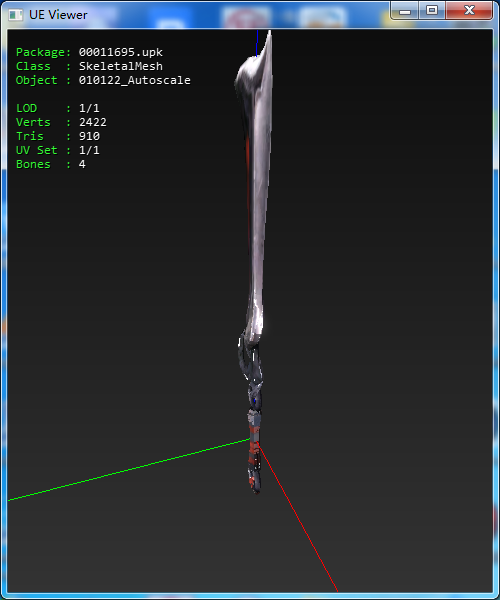 UE Viewer
Package: 00011695.upk
Class : SkeletalMesh
Object : 010122_Autoscale
LOD : 1/1
Verts : 2422
Tris : 910
UV Set : 1/1
Bones : 4